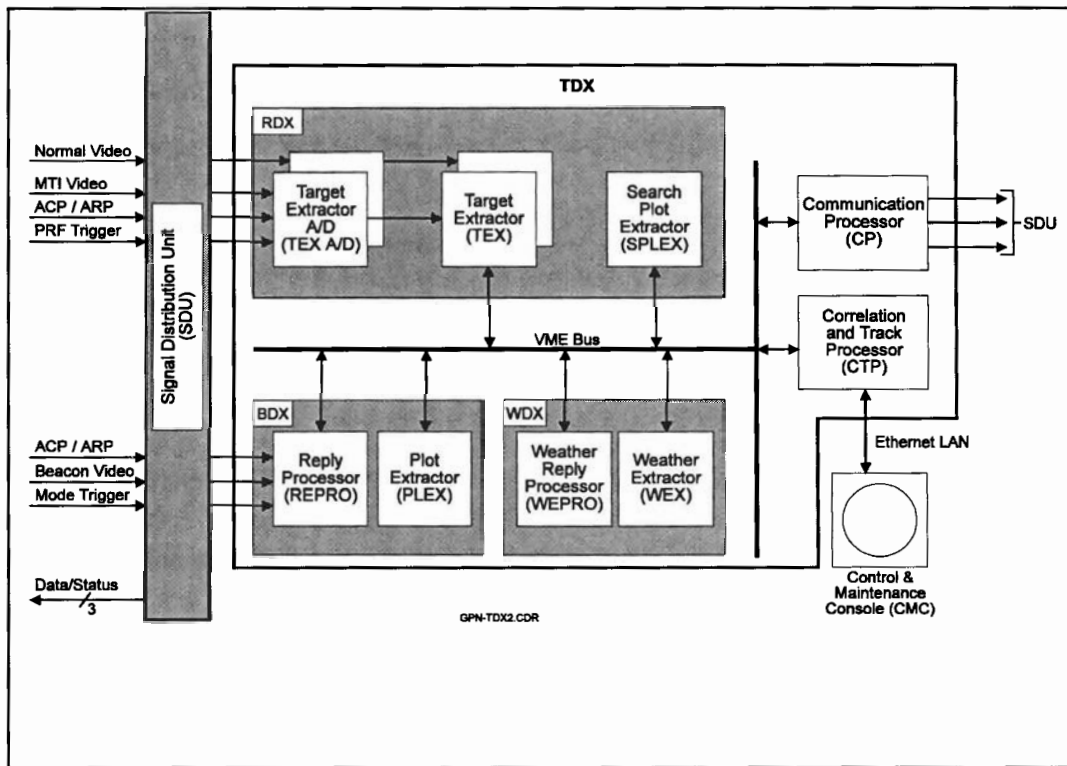 TDX
RDX
Normal Video
MTI Video
ACP / ARP
PRF Trigger
Signal Distribution Unit
(SDU)
Target
Extractor
A/D
(TEX A/D)
Target
Extractor
(TEX)
Search
Plot
Extractor
(SPLEX)
Communication
Processor
(CP)
SDU
VME Bus
Correlation
and Track
Processor
(CTP)
BDX
WDX
Ethernet LAN
ACP / ARP
Beacon Video
Mode Trigger
Reply
Processor
(REPRO)
Plot
Extractor
(PLEX)
Weather
Reply
Processor
(WEPRO)
Weather
Extractor
(WEX)
Data/Status
3
Control &
Maintenance
Console (CMC)
GPN-TDX2.CDR